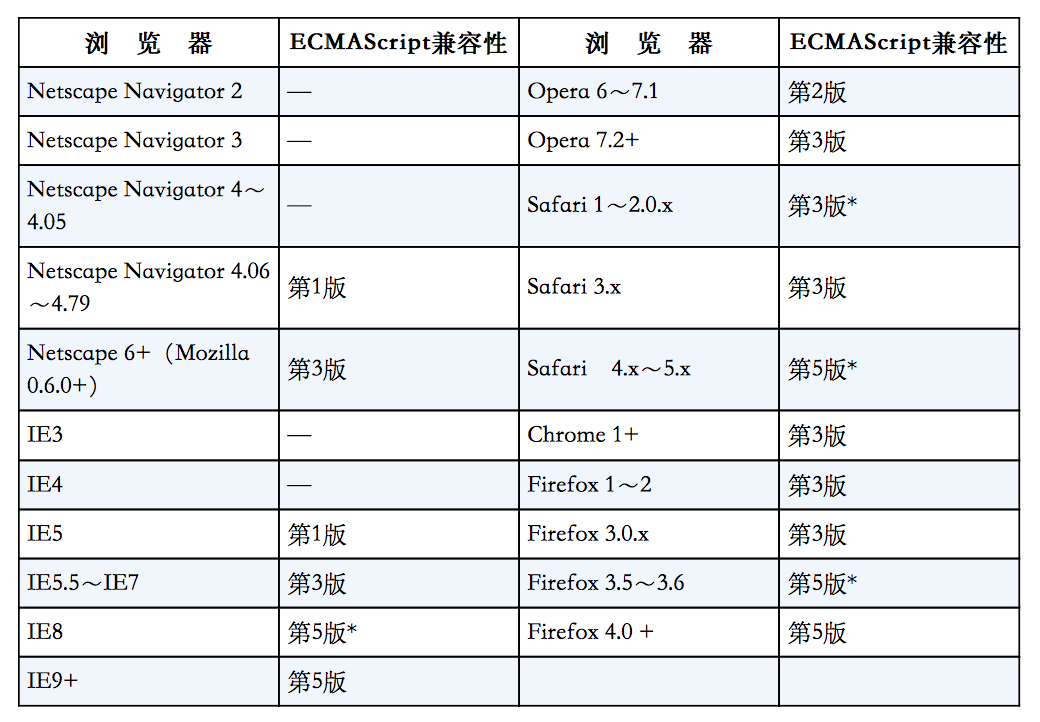 浏 览 器 ECMAScript兼容性 浏 览 器 ECMAScript兼容性
Netscape Navigator 2 — Opera 6～7.1 第2版
Netscape Navigator 3 — Opera 7.2+ 第3版
Netscape Navigator 4～
4.05 — Safari 1～2.0.x 第3版*
Netscape Navigator 4.06
～4.79 第1版 Safari 3.x 第3版
Netscape 6+（Mozilla
0.6.0+） 第3版 Safari 4.x～5.x 第5版*
IE3 — Chrome 1+ 第3版
IE4 — Firefox 1～2 第3版
IE5 第1版 Firefox 3.0.x 第3版
IE5.5～IE7 第3版 Firefox 3.5～3.6 第5版*
IE8 第5版* Firefox 4.0 + 第5版
IE9+ 第5版